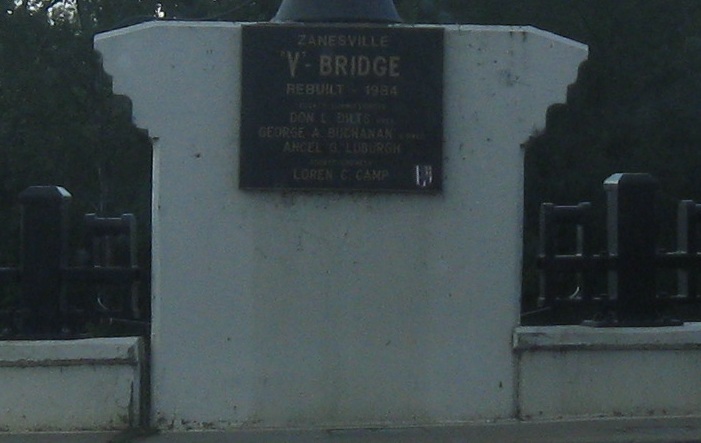 ZANESVILLE
"Y" - BRIDGE
REBUILT - 1984
DON L. DILTS
GEORGE A. BUCHANAN
ANCEL O. LUBURGH
LOREN C. CAMP